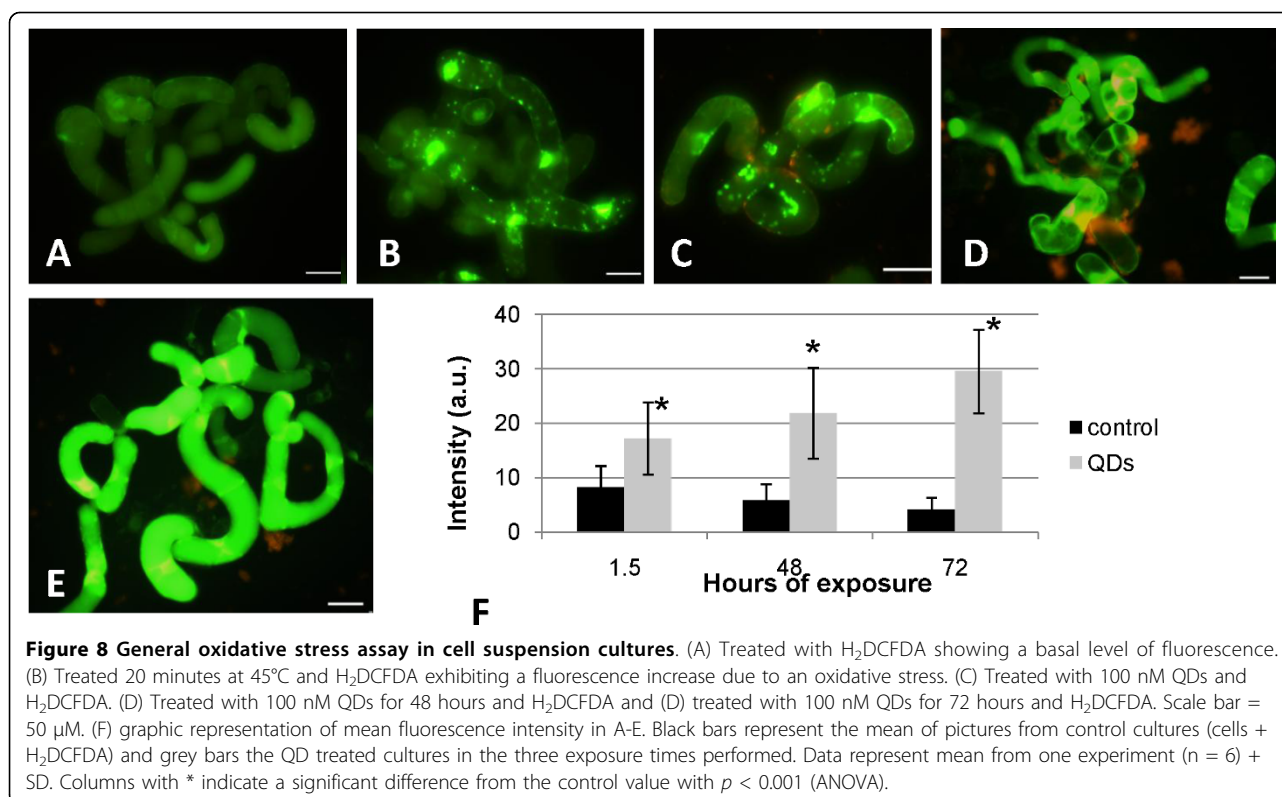 A
B
C
D
E
40
30
20
10
0
Intensity (a.u.)
*
*
*
control
QDs
1.5
48
72
Hours of exposure
F
Figure 8 General oxidative stress assay in cell suspension cultures. (A) Treated with H₂DCFDA showing a basal level of fluorescence.
(B) Treated 20 minutes at 45°C and H₂DCFDA exhibiting a fluorescence increase due to an oxidative stress. (C) Treated with 100 nM QDs and
H₂DCFDA. (D) Treated with 100 nM QDs for 48 hours and H₂DCFDA and (D) treated with 100 nM QDs for 72 hours and H₂DCFDA. Scale bar =
50 μM. (F) graphic representation of mean fluorescence intensity in A-E. Black bars represent the mean of pictures from control cultures (cells +
H₂DCFDA) and grey bars the QD treated cultures in the three exposure times performed. Data represent mean from one experiment (n = 6) +
SD. Columns with * indicate a significant difference from the control value with p < 0.001 (ANOVA).